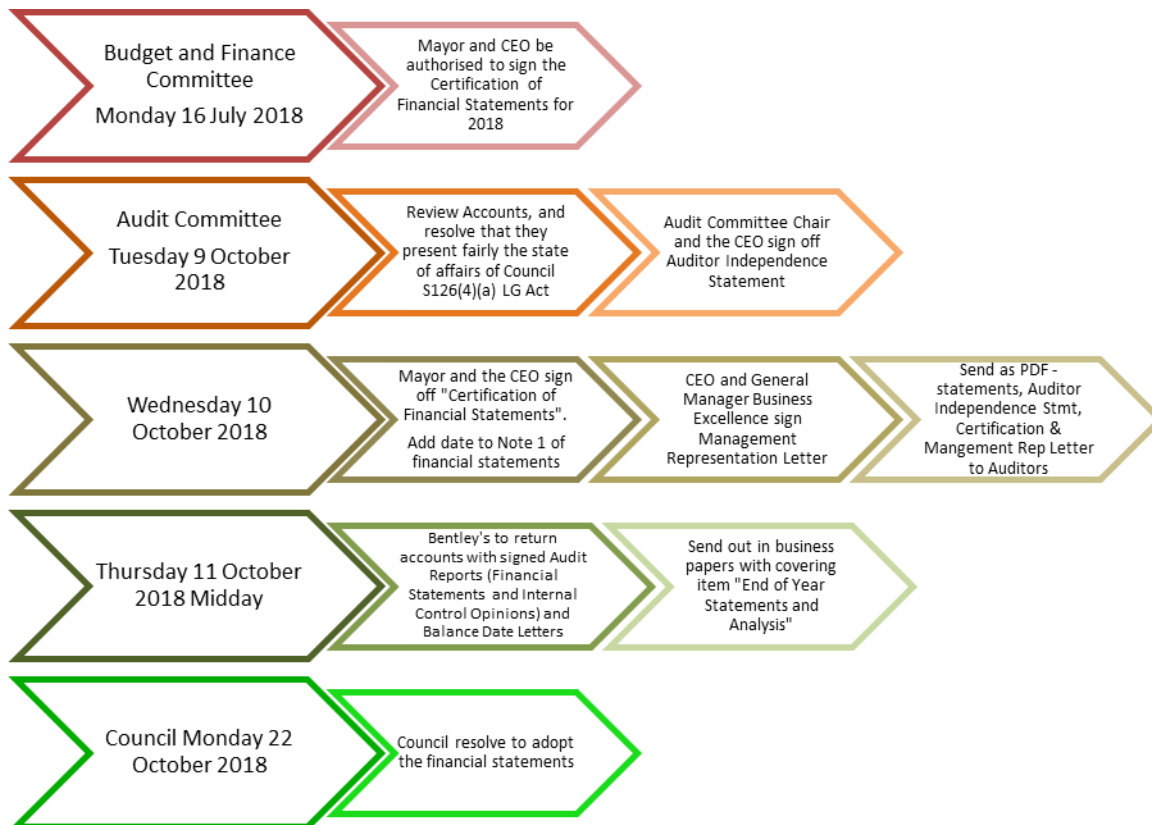 Budget and Finance
Committee
Monday 16 July 2018
Mayor and CEO be
authorised to sign the
Certification of
Financial Statements for
2018
Audit Committee
Tuesday 9 October
2018
Review Accounts, and
resolve that they
present fairly the state
of affairs of Council
S126(4)(a) LG Act
Audit Committee Chair
and the CEO sign off
Auditor Independence
Statement
Wednesday 10
October 2018
Mayor and the CEO sign
off "Certification of
Financial Statements".
Add date to Note 1 of
financial statements
CEO and General
Manager Business
Excellence sign
Management
Representation Letter
Send as PDF -
statements, Auditor
Independence Stmt,
Certification &
Mangement Rep Letter
to Auditors
Thursday 11 October
2018 Midday
Bentley's to return
accounts with signed Audit
Reports (Financial
Statements and Internal
Control Opinions) and
Balance Date Letters
Send out in business
papers with covering
item "End of Year
Statements and
Analysis"
Council Monday 22
October 2018
Council resolve to adopt
the financial statements